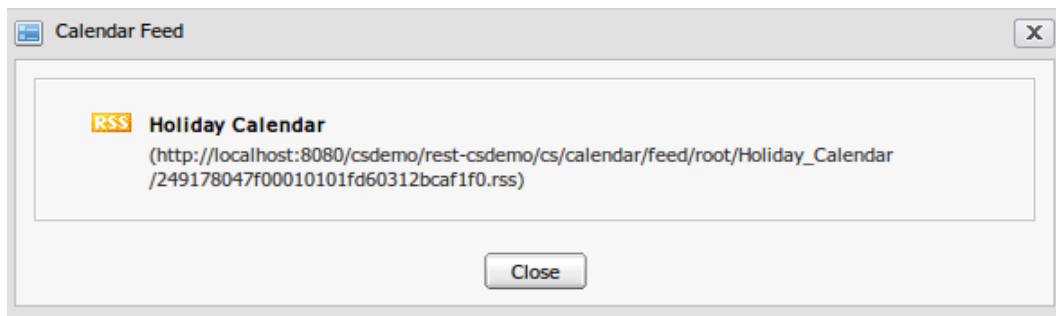 Calendar Feed
X
RSS Holiday Calendar
(http://localhost:8080/csdemo/rest-csdemo/cs/calendar/feed/root/Holiday_Calendar
/249178047f00010101fd60312bcaf1f0.rss)
Close